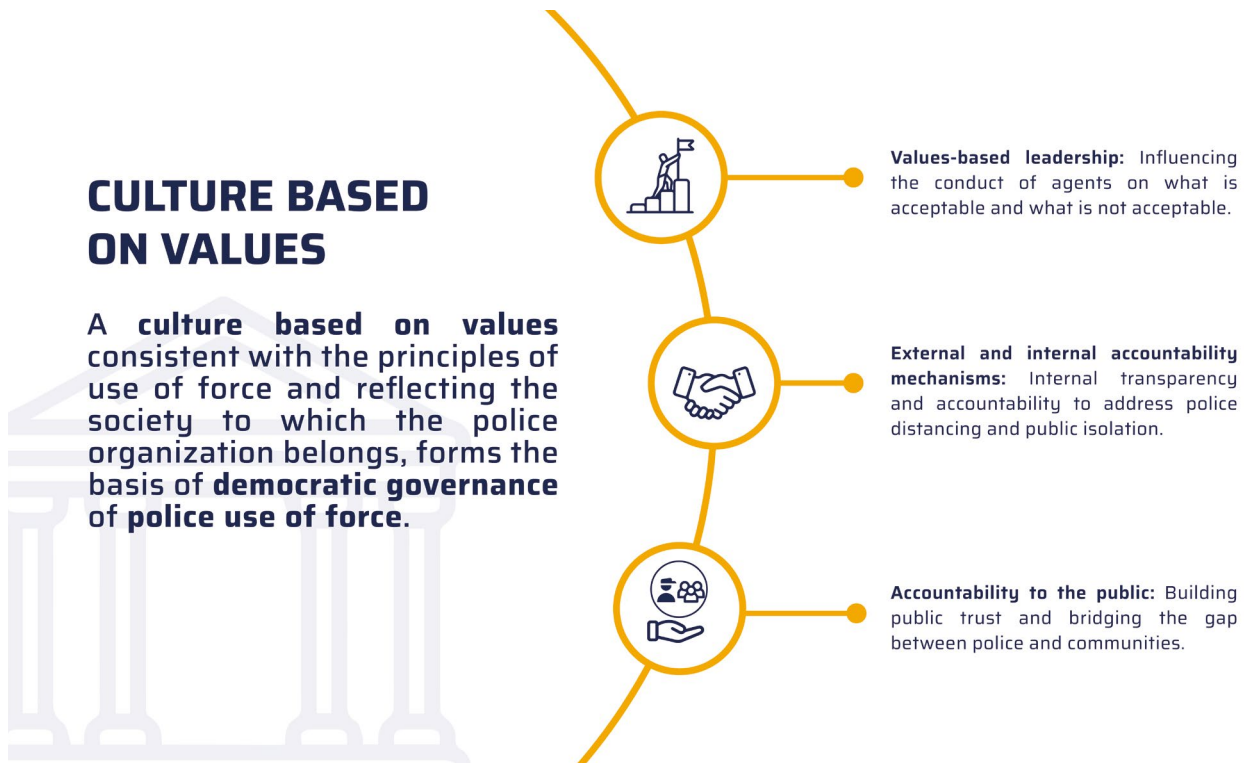 CULTURE BASED
ON VALUES
A culture based on values
consistent with the principles of
use of force and reflecting the
society to which the police
organization belongs, forms the
basis of democratic governance
of police use of force.
Values-based leadership: Influencing
the conduct of agents on what is
acceptable and what is not acceptable.
External and internal accountability
mechanisms: Internal transparency
and accountability to address police
distancing and public isolation.
Accountability to the public: Building
public trust and bridging the gap
between police and communities.